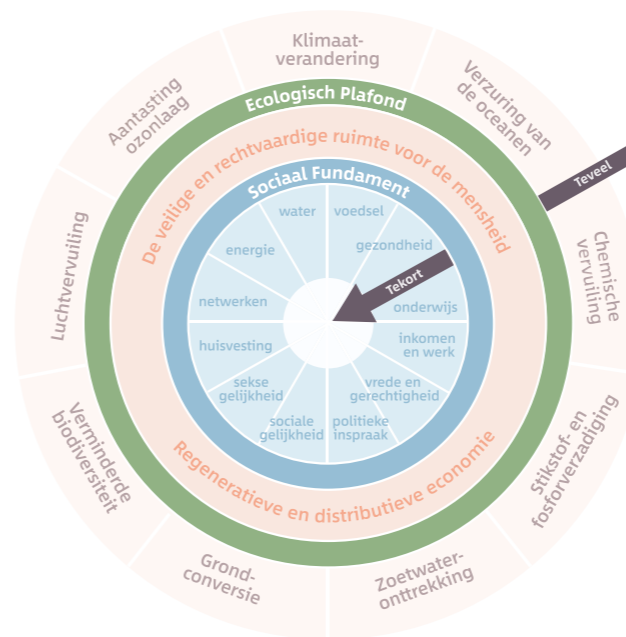 Klimaat-
verandering
Verzuring van
de oceanen
Chemische
vervuiling
Stikstof- en
fosforverzadiging
Zoetwater-
onttrekking
Grond-
conversie
Verminderde
biodiversiteit
Luchtvervuiling
Aantasting
ozonlaag
Ecologisch Plafond
De veilige en rechtvaardige ruimte voor de mensheid
Sociaal Fundament
water
voedsel
gezondheid
onderwijs
inkomen
en werk
vrede en
gerechtigheid
politieke
inspraak
sociale
gelijkheid
sekse
gelijkheid
huisvesting
netwerken
energie
Tekort
Teveel
Regeneratieve en distributieve economie